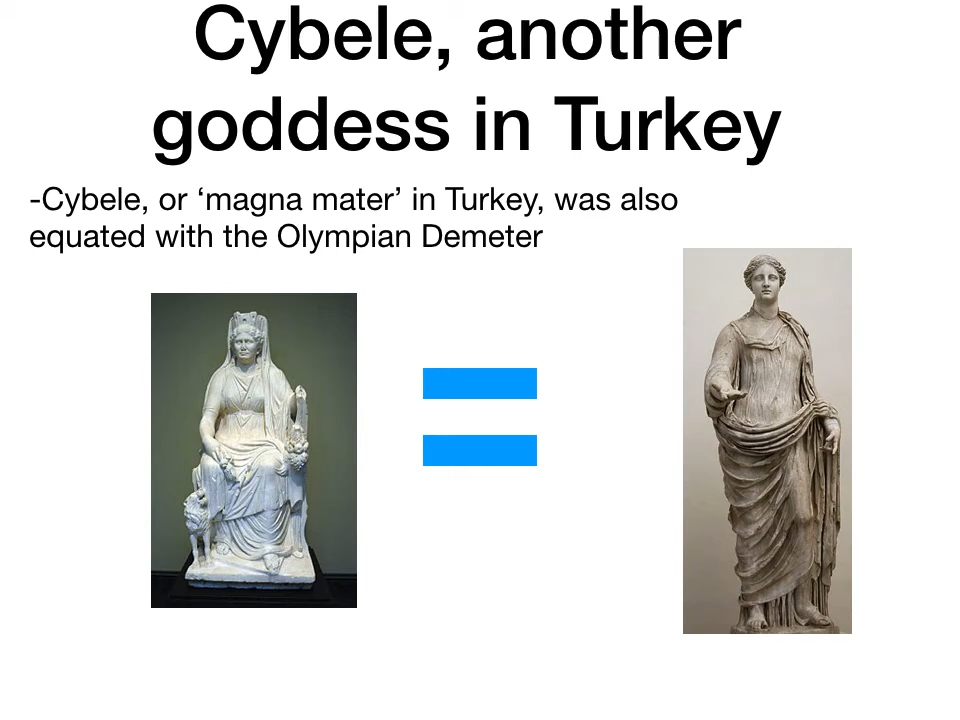 Cybele, another
goddess in Turkey
-Cybele, or ‘magna mater’ in Turkey, was also
equated with the Olympian Demeter